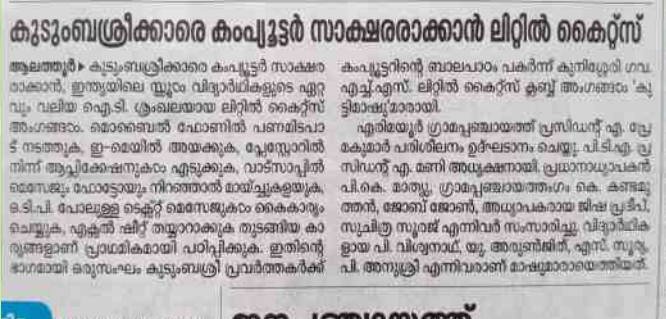 കുടുംബശ്രീക്കാരെ കംപ്യൂട്ടർ സാക്ഷരരാക്കാൻ ലിറ്റിൽ കൈറ്റ്സ്
ആലത്തൂർ ▸ കുടുംബശ്രീക്കാരെ കംപ്യൂട്ടർ സാക്ഷര
രാക്കാൻ, ഇന്ത്യയിലെ സ്കൂൾ വിദ്യാർഥികളുടെ ഏറ്റ
വും വലിയ ഐ.ടി. ശൃംഖലയായ ലിറ്റിൽ കൈറ്റ്സ്
അംഗങ്ങൾ. മൊബൈൽ ഫോണിൽ പണമിടപാ
ട് നടത്തുക, ഇ-മെയിൽ അയക്കുക, പ്ലേസ്റ്റോറിൽ
നിന്ന് ആപ്ലിക്കേഷനുകൾ എടുക്കുക, വാട്സാപ്പിൽ
മെസേജും ഫോട്ടോയും നിറഞ്ഞാൽ മായ്ച്ചുകളയുക,
ഒ.ടി.പി. പോലുള്ള ടെക്സ്റ്റ് മെസേജുകൾ കൈകാര്യം
ചെയ്യുക, എക്സൽ ഷീറ്റ് തയ്യാറാക്കുക തുടങ്ങിയ കാ
ര്യങ്ങളാണ് പ്രാഥമികമായി പഠിപ്പിക്കുക. ഇതിന്റെ
ഭാഗമായി ഒരുസംഘം കുടുംബശ്രീ പ്രവർത്തകർക്ക്
കംപ്യൂട്ടറിന്റെ ബാലപാഠം പകർന്ന് കുനിശ്ശേരി ഗവ.
എച്ച്.എസ്. ലിറ്റിൽ കൈറ്റ്സ് ക്ലബ്ബ് അംഗങ്ങൾ 'കു
ട്ടിമാഷു'മാരായി.
എരിമയൂർ ഗ്രാമപ്പഞ്ചായത്ത് പ്രസിഡന്റ് എ. പ്രേ
മകുമാർ പരിശീലനം ഉദ്ഘാടനം ചെയ്തു. പി.ടി.എ. പ്ര
സിഡന്റ് എ. മണി അധ്യക്ഷനായി. പ്രധാനാധ്യാപകൻ
പി.കെ. മാത്യു, ഗ്രാമപ്പഞ്ചായത്തംഗം കെ. കണ്ടമു
ത്തൻ, ജോബ് ജോൺ, അധ്യാപകരായ ജിഷ പ്രദീപ്,
സുചിത്ര സൂരജ് എന്നിവർ സംസാരിച്ചു. വിദ്യാർഥിക
ളായ പി. വിശ്വനാഥ്, യു. അരുൺജിത്, എസ്. സൂര്യ,
പി. അനുശ്രീ എന്നിവരാണ് മാഷുമാരായെത്തിയത്.